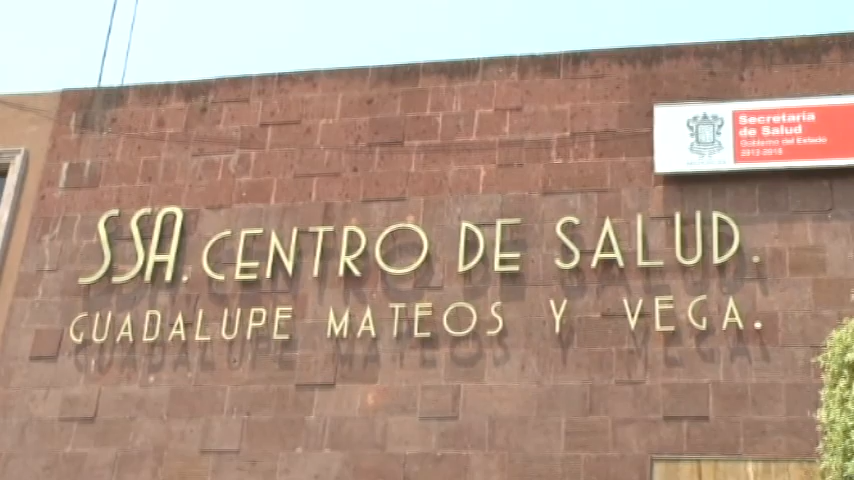 Secretaría
de Salud
Gobierno del Estado
2012-2018
SSA. CENTRO DE SALUD.
GUADALUPE MATEOS Y VEGA.